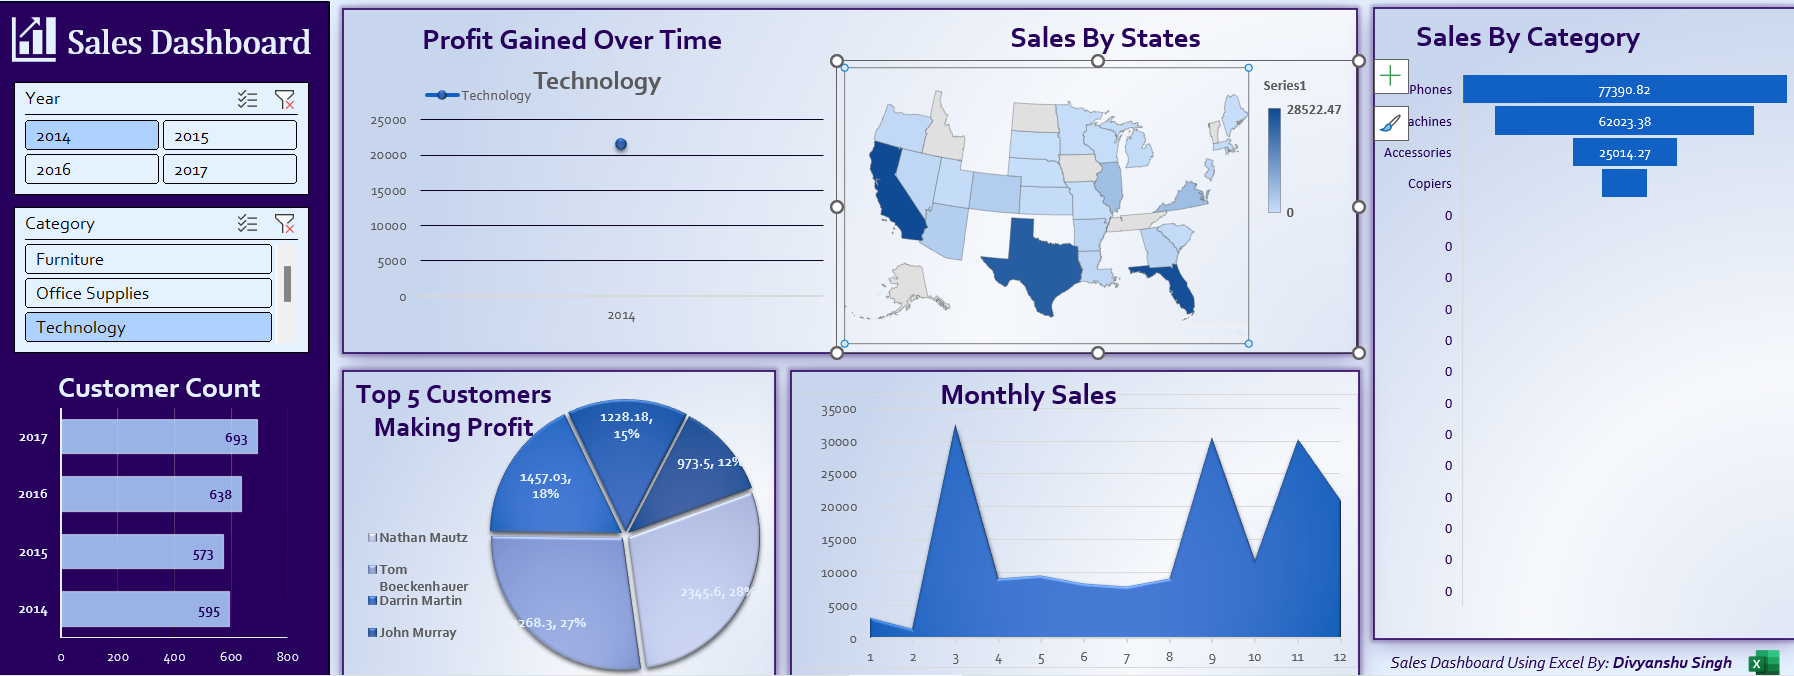 Sales Dashboard
Year
2014
2015
2016
2017
Category
Furniture
Office Supplies
Technology
Customer Count
2017
693
2016
638
2015
573
2014
595
0 200 400 600 800
Profit Gained Over Time
Technology
Technology
25000
20000
15000
10000
5000
0
2014
Sales By States
Series1
28522.47
0
Top 5 Customers
Making Profit
1228.18,
15%
973.5, 12%
1457.03,
18%
2345.6, 28%
268.3, 27%
Nathan Mautz
Tom
Boeckenhauer
Darrin Martin
John Murray
Monthly Sales
35000
30000
25000
20000
15000
10000
5000
0
1 2 3 4 5 6 7 8 9 10 11 12
Sales By Category
Phones
77390.82
achines
62023.38
Accessories
25014.27
Copiers
0
0
0
0
0
0
0
0
0
0
0
0
0
Sales Dashboard Using Excel By: Divyanshu Singh
X